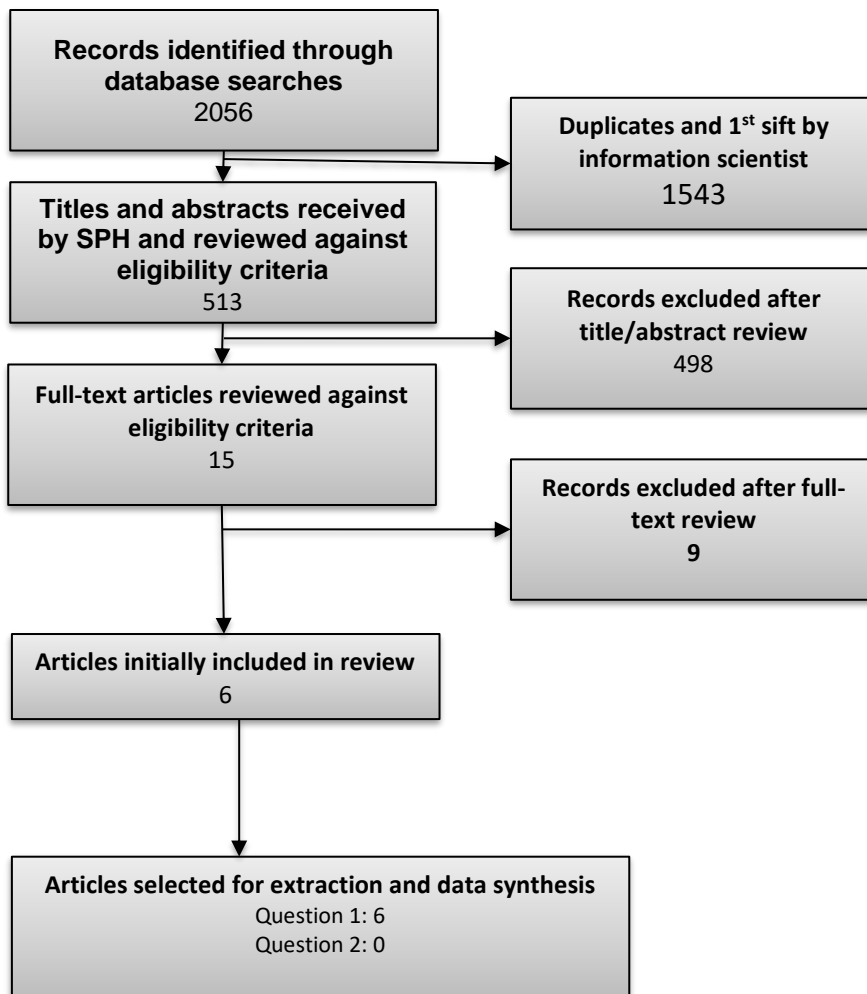 Records identified through
database searches
2056
Duplicates and 1st sift by
information scientist
1543
Titles and abstracts received
by SPH and reviewed against
eligibility criteria
513
Records excluded after
title/abstract review
498
Full-text articles reviewed against
eligibility criteria
15
Records excluded after full-
text review
9
Articles initially included in review
6
Articles selected for extraction and data synthesis
Question 1: 6
Question 2: 0